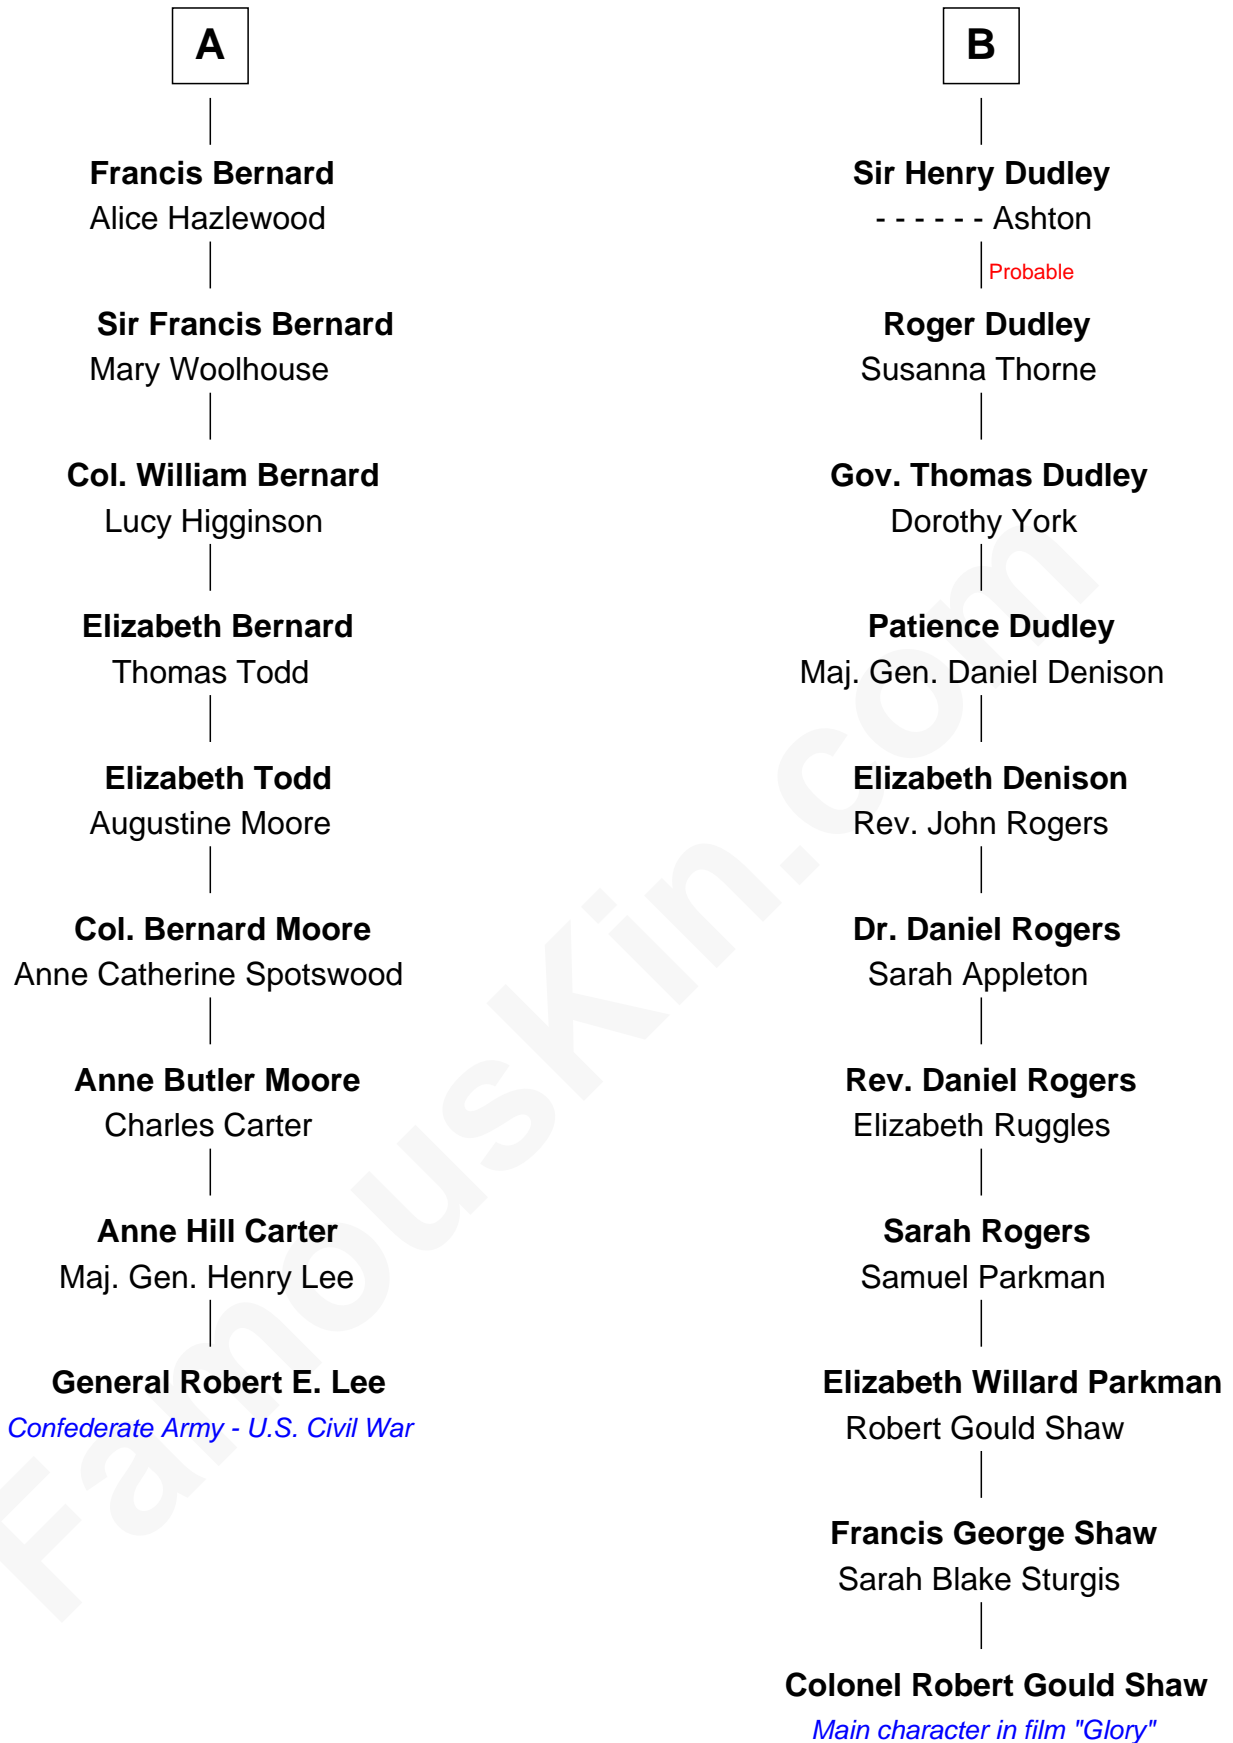 A
Francis Bernard
Alice Hazlewood
Sir Francis Bernard
Mary Woolhouse
Col. William Bernard
Lucy Higginson
Elizabeth Bernard
Thomas Todd
Elizabeth Todd
Augustine Moore
Col. Bernard Moore
Anne Catherine Spotswood
Anne Butler Moore
Charles Carter
Anne Hill Carter
Maj. Gen. Henry Lee
General Robert E. Lee
Confederate Army - U.S. Civil War
B
Sir Henry Dudley
- - - - - - Ashton
Probable
Roger Dudley
Susanna Thorne
Gov. Thomas Dudley
Dorothy York
Patience Dudley
Maj. Gen. Daniel Denison
Elizabeth Denison
Rev. John Rogers
Dr. Daniel Rogers
Sarah Appleton
Rev. Daniel Rogers
Elizabeth Ruggles
Sarah Rogers
Samuel Parkman
Elizabeth Willard Parkman
Robert Gould Shaw
Francis George Shaw
Sarah Blake Sturgis
Colonel Robert Gould Shaw
Main character in film "Glory"
FamousKin.com